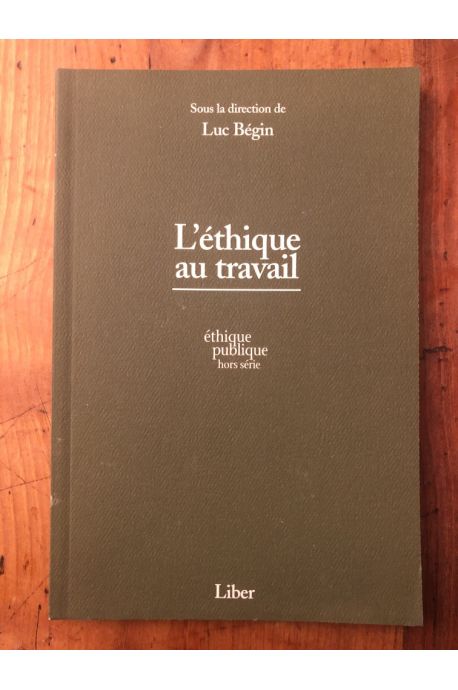 Sous la direction de
Luc Bégin
L'éthique
au travail
éthique
publique
hors série
Liber